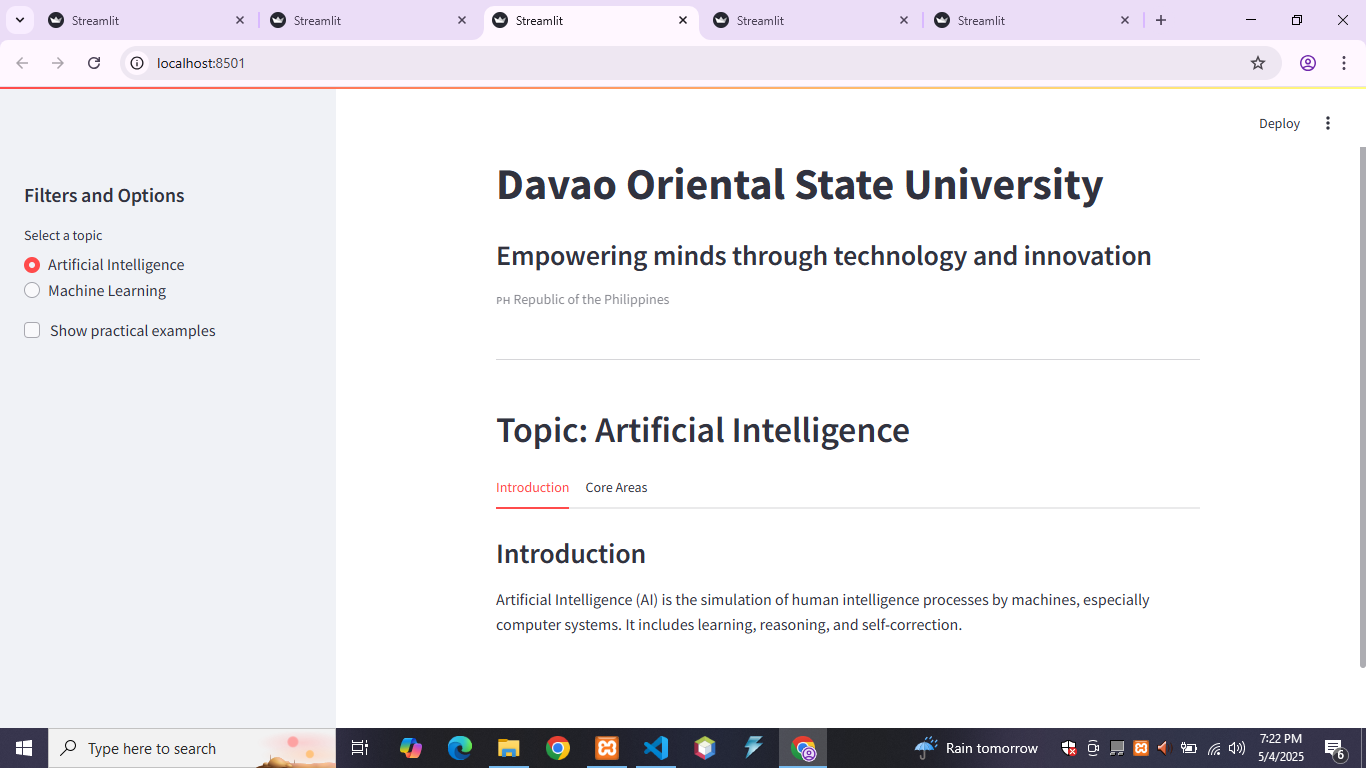 Streamlit
Streamlit
Streamlit
Streamlit
Streamlit
localhost:8501
Deploy
Filters and Options
Select a topic
Artificial Intelligence
Machine Learning
Show practical examples
Davao Oriental State University
Empowering minds through technology and innovation
PH Republic of the Philippines
Topic: Artificial Intelligence
Introduction Core Areas
Introduction
Artificial Intelligence (AI) is the simulation of human intelligence processes by machines, especially
computer systems. It includes learning, reasoning, and self-correction.
Type here to search
Rain tomorrow
7:22 PM
5/4/2025
6